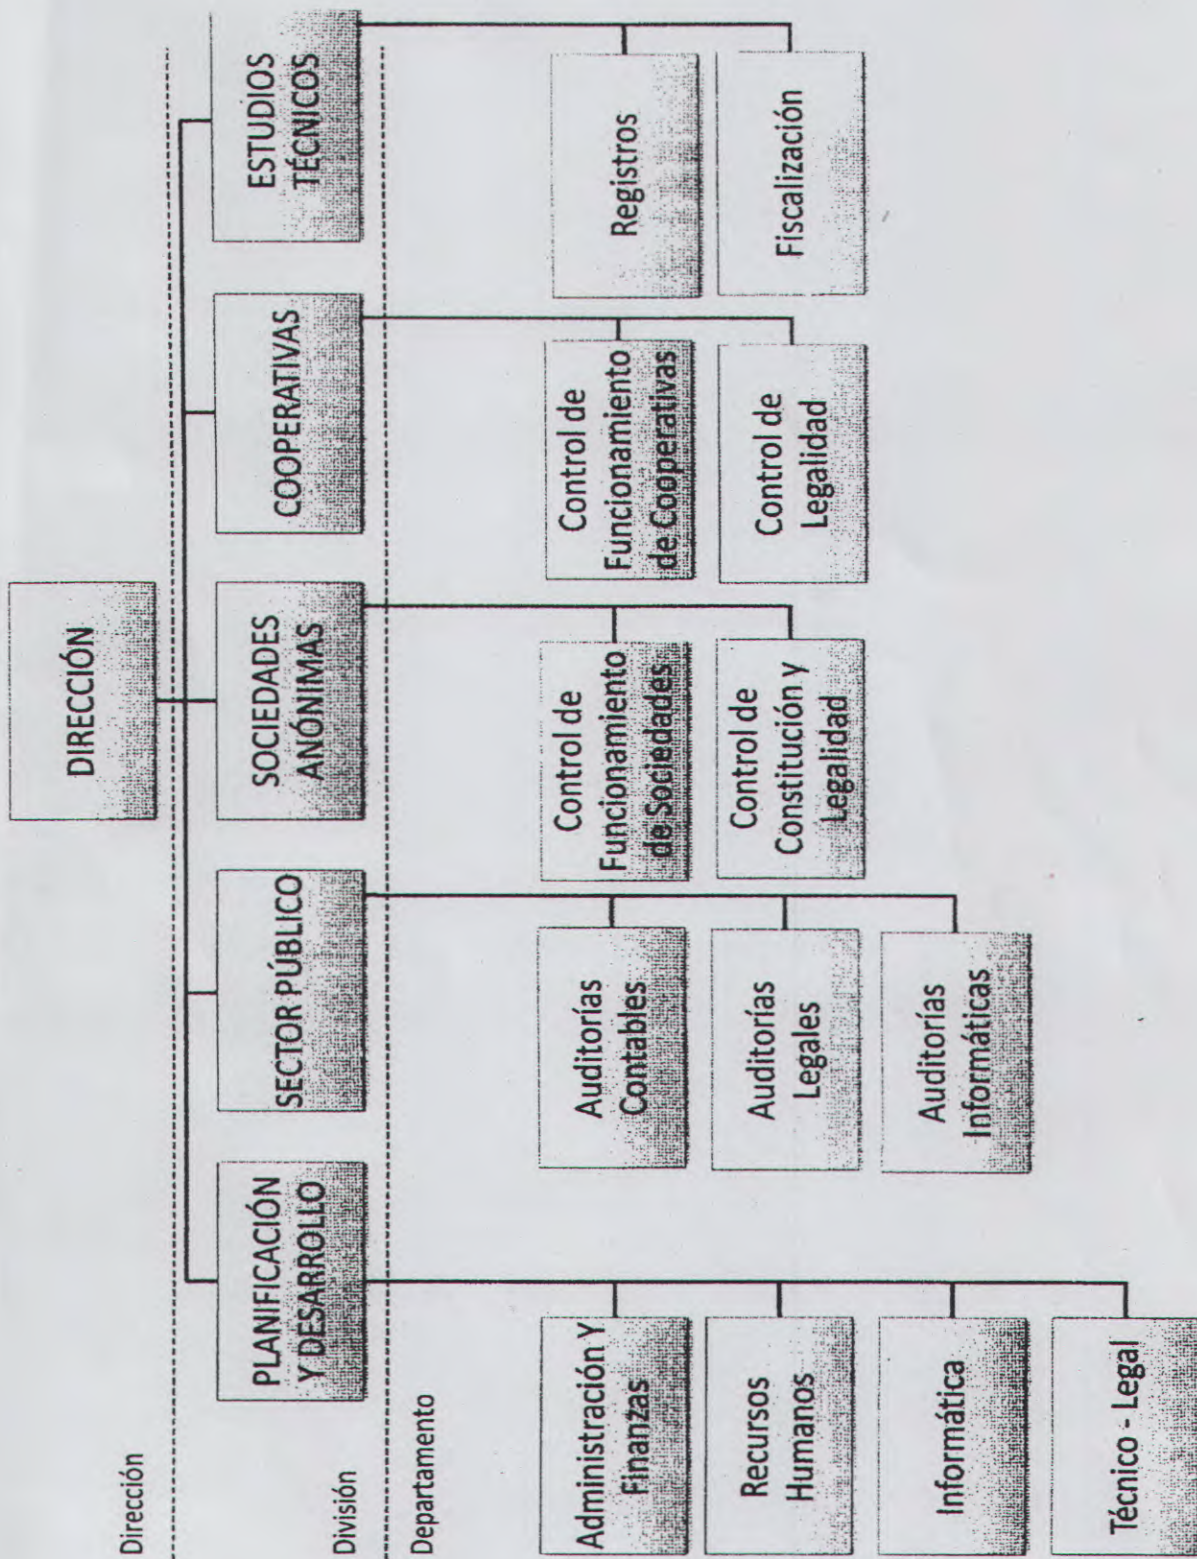 Dirección
DIRECCIÓN
División
PLANIFICACIÓN
Y DESARROLLO
SECTOR PÚBLICO
SOCIEDADES
ANÓNIMAS
COOPERATIVAS
ESTUDIOS
TÉCNICOS
Departamento
Administración Y
Finanzas
Recursos
Humanos
Informática
Técnico - Legal
Auditorías
Contables
Auditorías
Legales
Auditorías
Informáticas
Control de
Funcionamiento
de Sociedades
Control de
Constitución y
Legalidad
Control de
Funcionamiento
de Cooperativas
Control de
Legalidad
Registros
Fiscalización